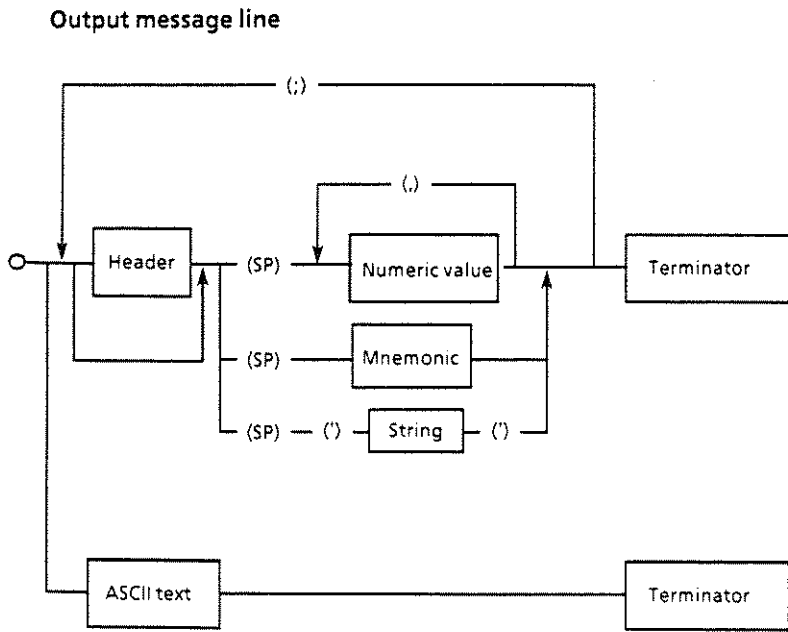 Output message line
(;)
(,)
Header
(SP)
Numeric value
Terminator
(SP)
Mnemonic
(SP)
(')
String
(')
ASCII text
Terminator